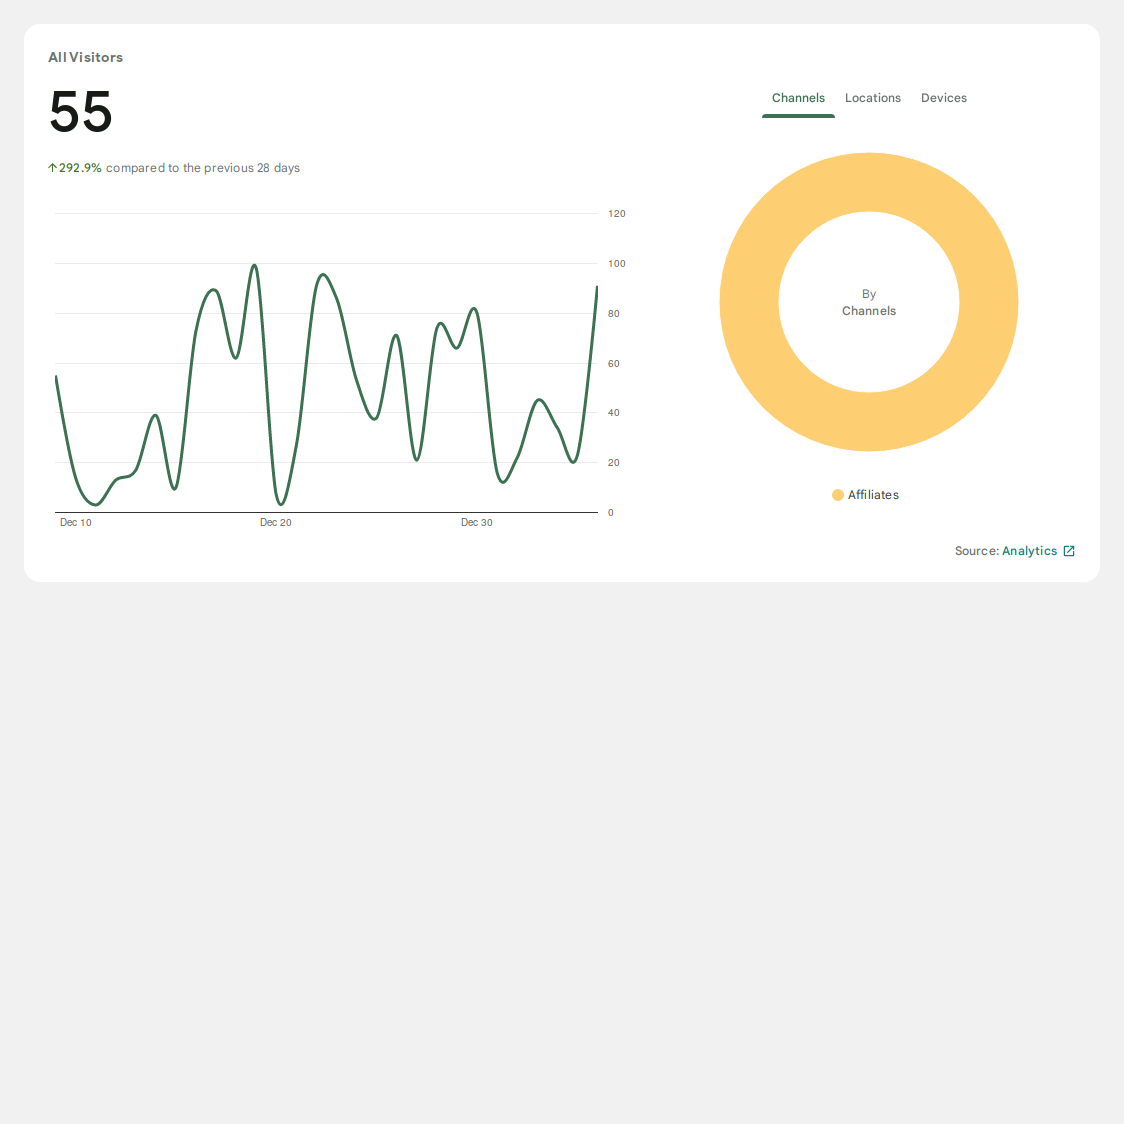 All Visitors
55
292.9% compared to the previous 28 days
120
100
80
60
40
20
0
Dec 10 Dec 20 Dec 30
Channels Locations Devices
By
Channels
Affiliates
Source: Analytics